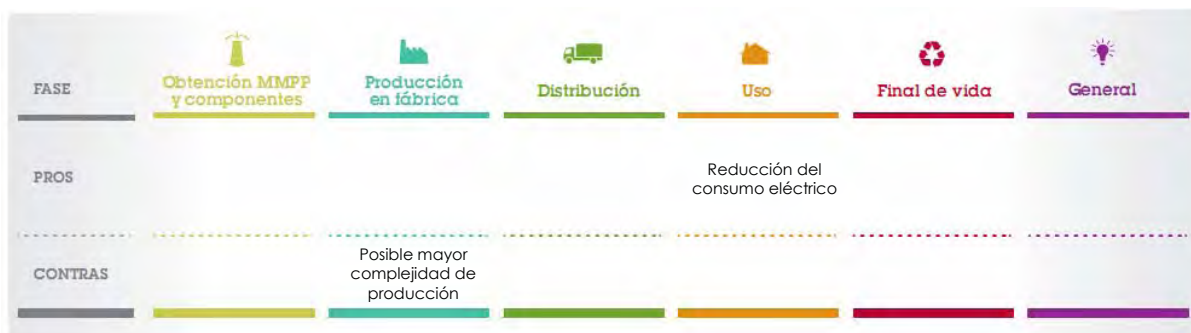 FASE
Obtención MMPP
y componentes
Producción
en fábrica
Distribución
Uso
Final de vida
General
PROS
Reducción del
consumo eléctrico
CONTRAS
Posible mayor
complejidad de
producción